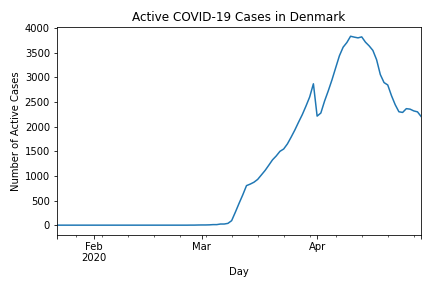 Active COVID-19 Cases in Denmark
4000
3500
3000
2500
2000
1500
1000
500
0
Number of Active Cases
Feb
2020
Mar
Apr
Day